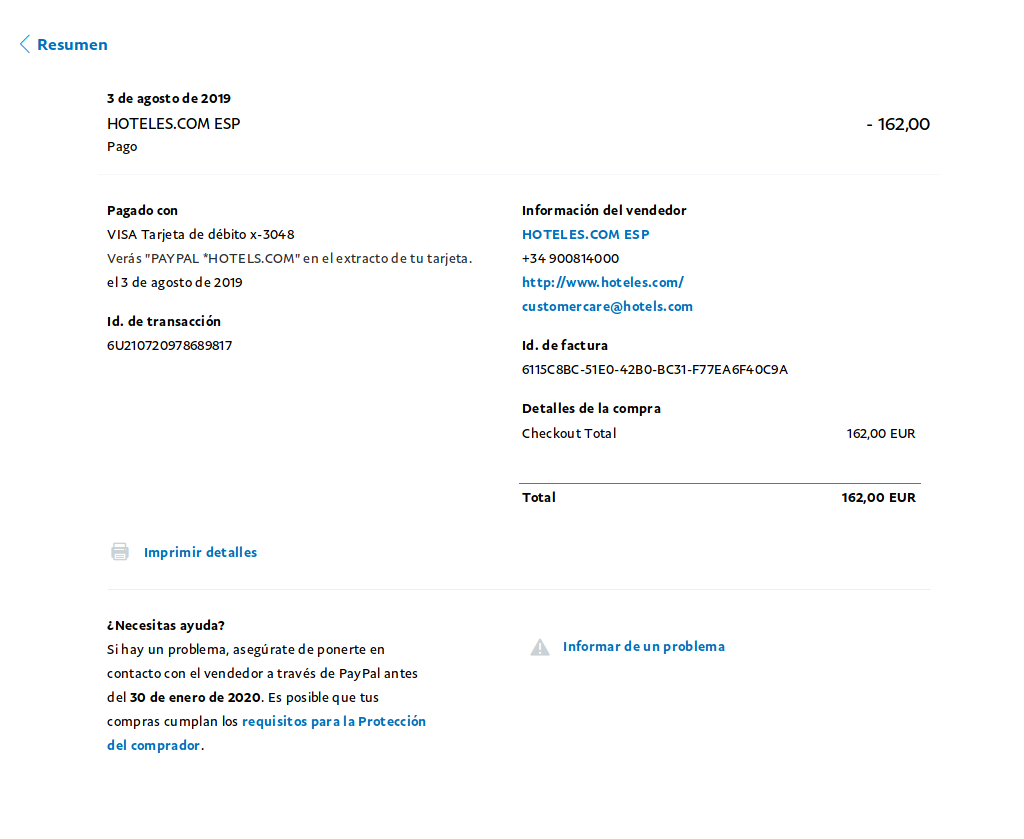 Resumen
3 de agosto de 2019
HOTELES.COM ESP
- 162,00
Pago
Pagado con
VISA Tarjeta de débito x-3048
Verás "PAYPAL *HOTELS.COM" en el extracto de tu tarjeta.
el 3 de agosto de 2019
Id. de transacción
6U210720978689817
Información del vendedor
HOTELES.COM ESP
+34 900814000
http://www.hoteles.com/
customercare@hotels.com
Id. de factura
6115C8BC-51E0-42B0-BC31-F77EA6F40C9A
Detalles de la compra
Checkout Total 162,00 EUR
Total 162,00 EUR
Imprimir detalles
¿Necesitas ayuda?
Si hay un problema, asegúrate de ponerte en
contacto con el vendedor a través de PayPal antes
del 30 de enero de 2020. Es posible que tus
compras cumplan los requisitos para la Protección
del comprador.
Informar de un problema